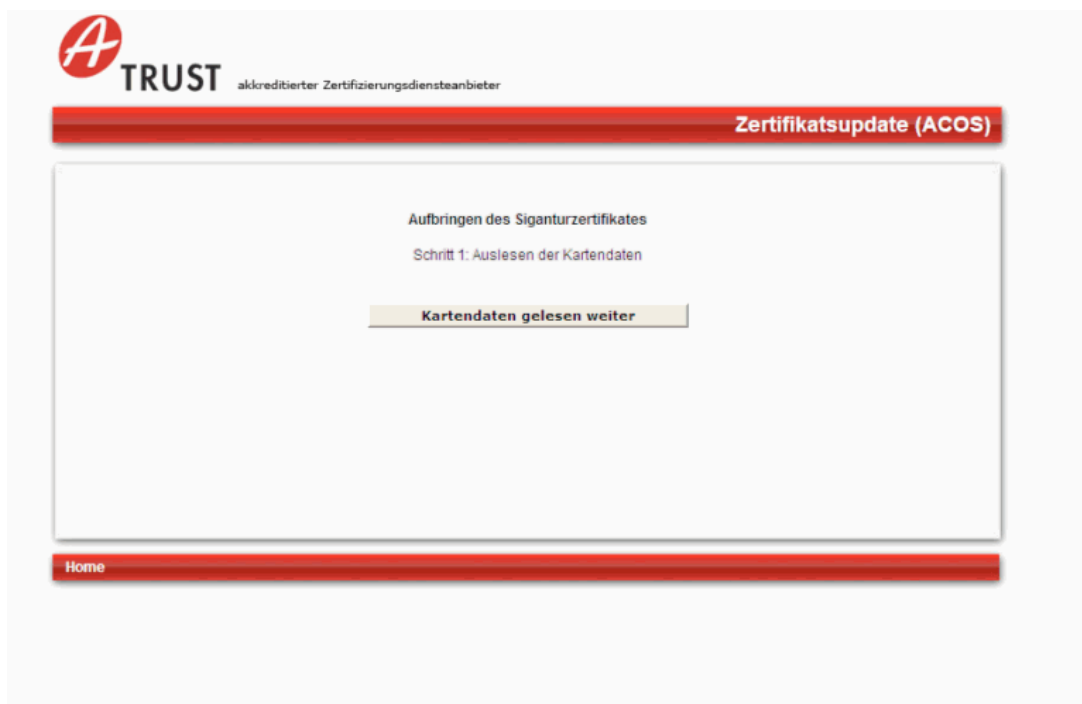 A
TRUST akkreditierter Zertifizierungsdiensteanbieter
Zertifikatsupdate (ACOS)
Aufbringen des Siganturzertifikates
Schritt 1: Auslesen der Kartendaten
Kartendaten gelesen weiter
Home